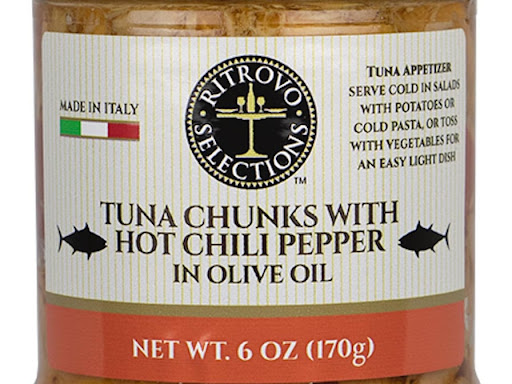 RITROVO
SELECTIONS
TM
MADE IN ITALY
TUNA APPETIZER
SERVE COLD IN SALADS
WITH POTATOES OR
COLD PASTA, OR TOSS
WITH VEGETABLES FOR
AN EASY LIGHT DISH
TUNA CHUNKS WITH
HOT CHILI PEPPER
IN OLIVE OIL
NET WT. 6 OZ (170g)